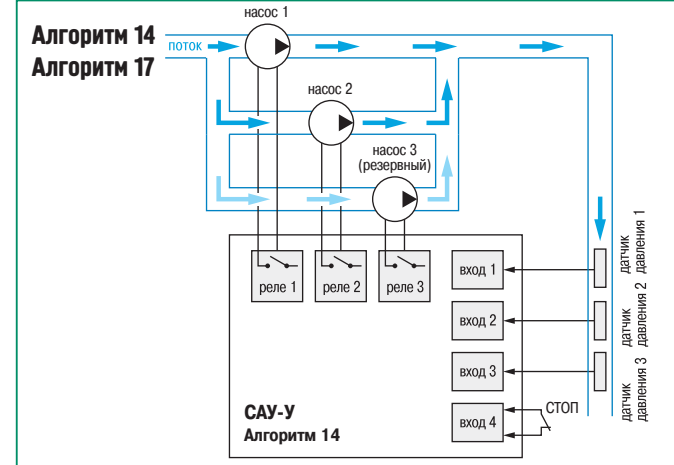 насос 1
Алгоритм 14
поток
Алгоритм 17
насос 2
насос 3
(резервный)
датчик
давления 1
реле 1
реле 2
реле 3
вход 1
датчик
давления 2
вход 2
датчик
давления 3
вход 3
СТОП
вход 4
САУ-У
Алгоритм 14